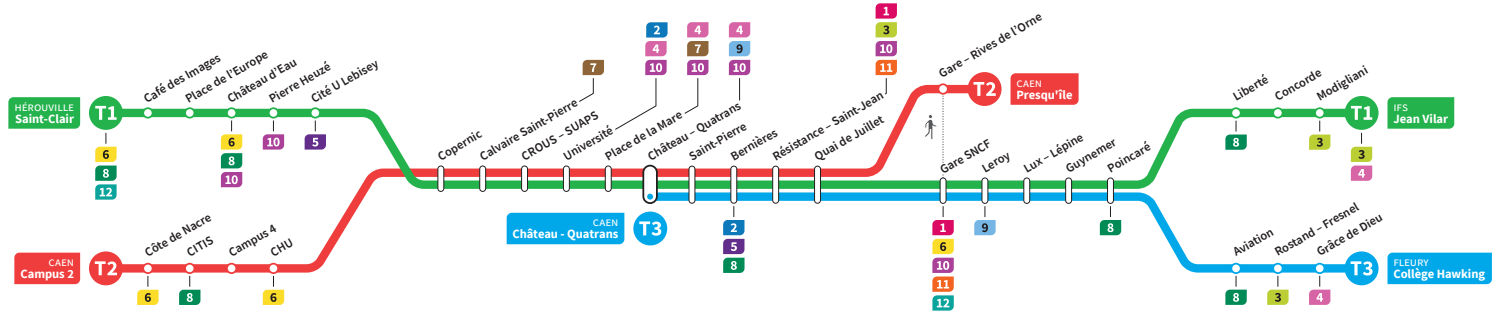 HÉROUVILLE
Saint-Clair
T1
6
8
12
Café des Images
Place de l'Europe
Château d'Eau
6
8
10
Pierre Heuzé
10
Cité U Lebisey
5
CAEN
Campus 2
T2
Côte de Nacre
6
CITIS
8
Campus 4
CHU
6
Copernic
Calvaire Saint-Pierre
7
CROUS – SUAPS
Université
2
4
10
Place de la Mare
4
7
10
Château – Quatrans
4
9
10
CAEN
Château - Quatrans
T3
Saint-Pierre
Bernières
2
5
8
Résistance – Saint-Jean
1
3
10
11
Quai de Juillet
Gare – Rives de l'Orne
T2
CAEN
Presqu'île
Gare SNCF
1
6
10
11
12
Leroy
9
Lux – Lépine
Guynemer
Poincaré
8
Liberté
8
Concorde
Modigliani
3
T1
3
4
IFS
Jean Vilar
Aviation
8
Rostand – Fresnel
3
Grâce de Dieu
4
T3
FLEURY
Collège Hawking